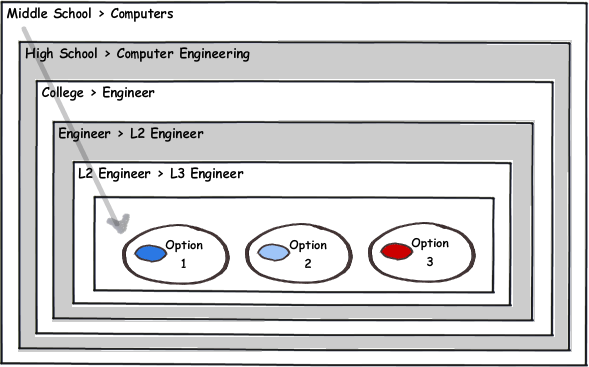 Middle School > Computers
High School > Computer Engineering
College > Engineer
Engineer > L2 Engineer
L2 Engineer > L3 Engineer
Option
1
Option
2
Option
3